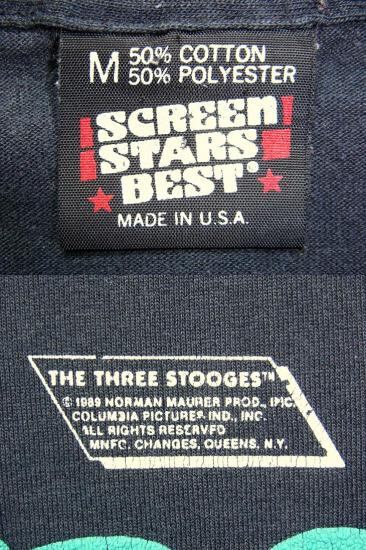 M 50% COTTON
50% POLYESTER
SCREEN
STARS
BEST®
MADE IN U.S.A.
THE THREE STOOGES™
© 1989 NORMAN MAURER PROD., INC.
COLUMBIA PICTURES IND., INC.
ALL RIGHTS RESERVED
MNFG. CHANGES, QUEENS, N.Y.